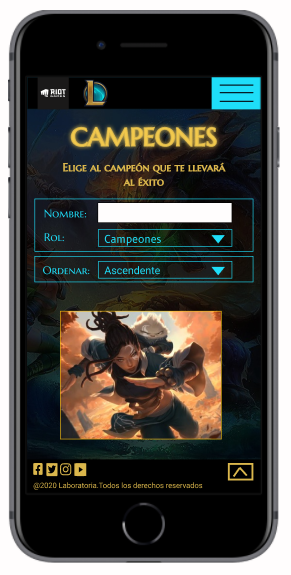 RIOT
GAMES
CAMPEONES
Elige al campeón que te llevará
al éxito
Nombre:
Rol:
Campeones
Ordenar:
Ascendente
@2020 Laboratoria.Todos los derechos reservados